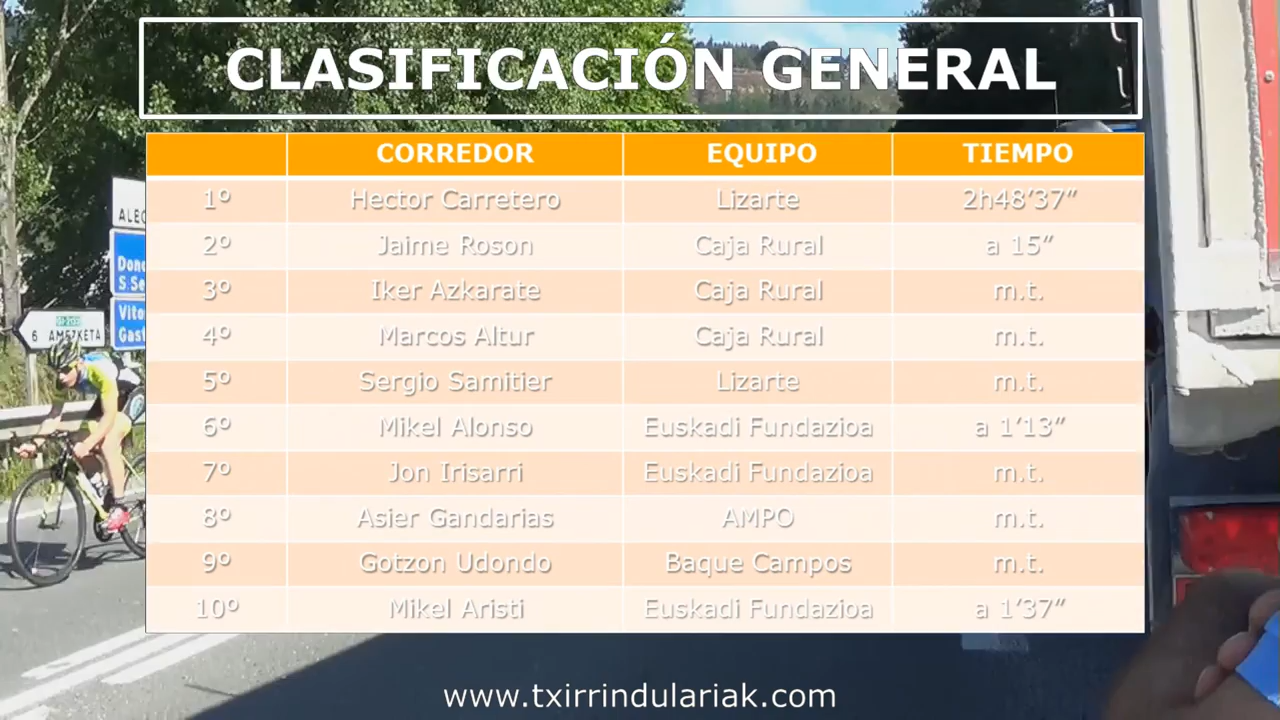 CLASIFICACIÓN GENERAL
CORREDOR EQUIPO TIEMPO
1º Hector Carretero Lizarte 2h48’37”
2º Jaime Roson Caja Rural a 15”
3º Iker Azkarate Caja Rural m.t.
4º Marcos Altur Caja Rural m.t.
5º Sergio Samitier Lizarte m.t.
6º Mikel Alonso Euskadi Fundazioa a 1’13”
7º Jon Irisarri Euskadi Fundazioa m.t.
8º Asier Gandarias AMPO m.t.
9º Gotzon Udondo Baque Campos m.t.
10º Mikel Aristi Euskadi Fundazioa a 1’37”
6 AMEZKETA
www.txirrindulariak.com